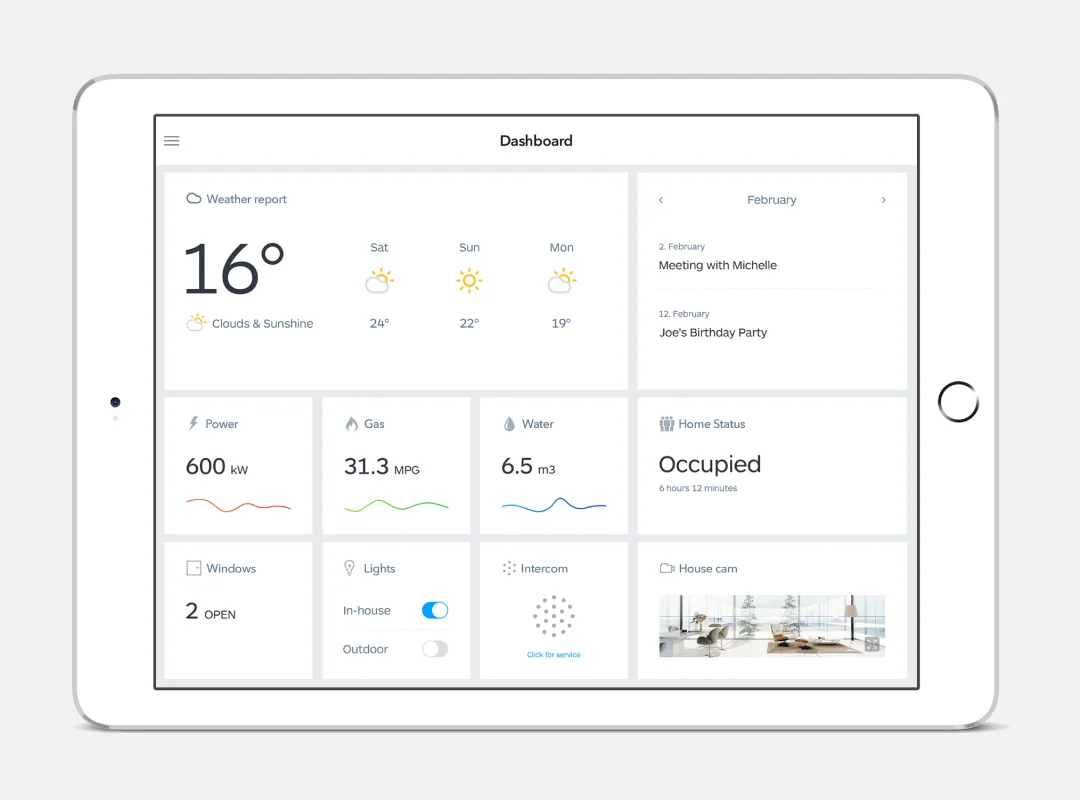 Dashboard
Weather report
16°
Clouds & Sunshine
Sat
Sun
Mon
24°
22°
19°
February
2. February
Meeting with Michelle
12. February
Joe's Birthday Party
Power
600 kW
Gas
31.3 MPG
Water
6.5 m3
Home Status
Occupied
6 hours 12 minutes
Windows
2 OPEN
Lights
In-house
Outdoor
Intercom
Click for service
House cam